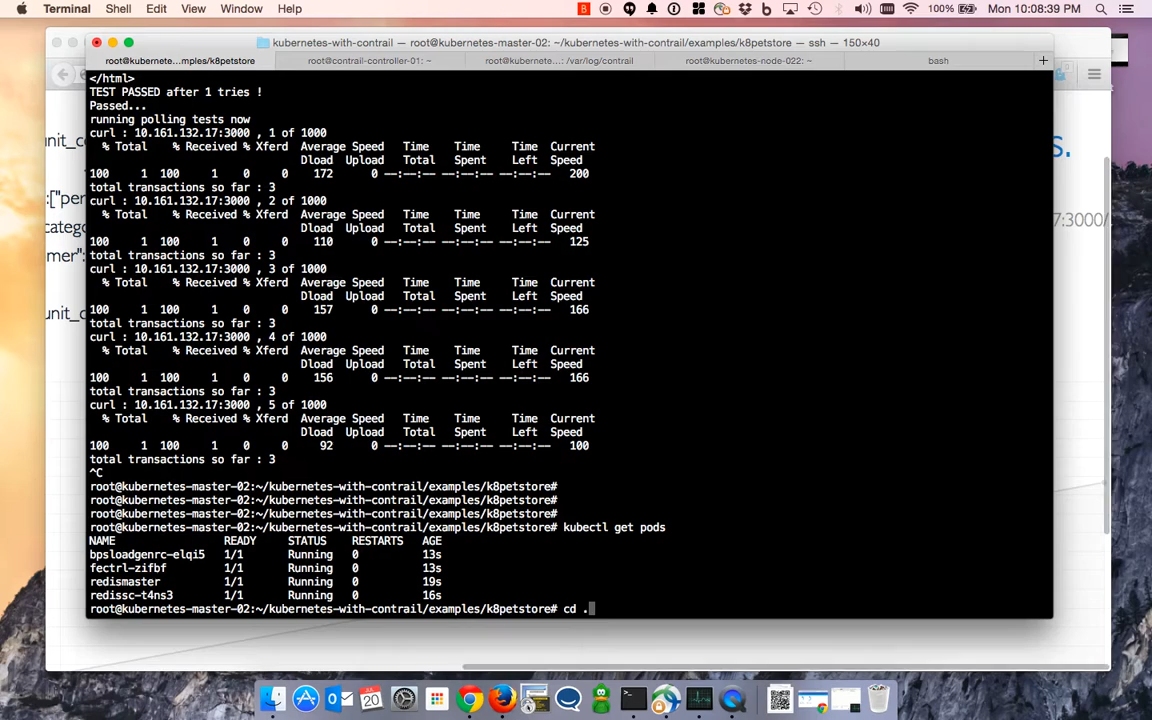 Terminal Shell Edit View Window Help 100% Mon 10:08:39 AM
kubernetes-with-contrail — root@kubernetes-master-02: ~/kubernetes-with-contrail/examples/k8petstore — ssh — 150×40
root@kubernete...mples/k8petstore root@contrail-controller-01: ~ root@kubernete...: /var/log/contrail root@kubernetes-node-022: ~ bash
</html>
TEST PASSED after 1 tries !
Passed...
running polling tests now
curl : 10.161.132.17:3000 , 1 of 1000
% Total % Received % Xferd Average Speed Time Time Time Current
Dload Upload Total Spent Left Speed
100 1 100 1 0 0 172 0 --:--:-- --:--:-- --:--:-- 200
total transactions so far : 3
curl : 10.161.132.17:3000 , 2 of 1000
% Total % Received % Xferd Average Speed Time Time Time Current
Dload Upload Total Spent Left Speed
100 1 100 1 0 0 110 0 --:--:-- --:--:-- --:--:-- 125
total transactions so far : 3
curl : 10.161.132.17:3000 , 3 of 1000
% Total % Received % Xferd Average Speed Time Time Time Current
Dload Upload Total Spent Left Speed
100 1 100 1 0 0 157 0 --:--:-- --:--:-- --:--:-- 166
total transactions so far : 3
curl : 10.161.132.17:3000 , 4 of 1000
% Total % Received % Xferd Average Speed Time Time Time Current
Dload Upload Total Spent Left Speed
100 1 100 1 0 0 156 0 --:--:-- --:--:-- --:--:-- 166
total transactions so far : 3
curl : 10.161.132.17:3000 , 5 of 1000
% Total % Received % Xferd Average Speed Time Time Time Current
Dload Upload Total Spent Left Speed
100 1 100 1 0 0 92 0 --:--:-- --:--:-- --:--:-- 100
total transactions so far : 3
^C
root@kubernetes-master-02:~/kubernetes-with-contrail/examples/k8petstore#
root@kubernetes-master-02:~/kubernetes-with-contrail/examples/k8petstore#
root@kubernetes-master-02:~/kubernetes-with-contrail/examples/k8petstore#
root@kubernetes-master-02:~/kubernetes-with-contrail/examples/k8petstore# kubectl get pods
NAME READY STATUS RESTARTS AGE
bpsloadgenrc-elqi5 1/1 Running 0 13s
fectrl-zifbf 1/1 Running 0 13s
redismaster 1/1 Running 0 19s
redissc-t4ns3 1/1 Running 0 16s
root@kubernetes-master-02:~/kubernetes-with-contrail/examples/k8petstore# cd .
unit_c
:["per
catego
mer":
unit_c
s.
7:3000/
20